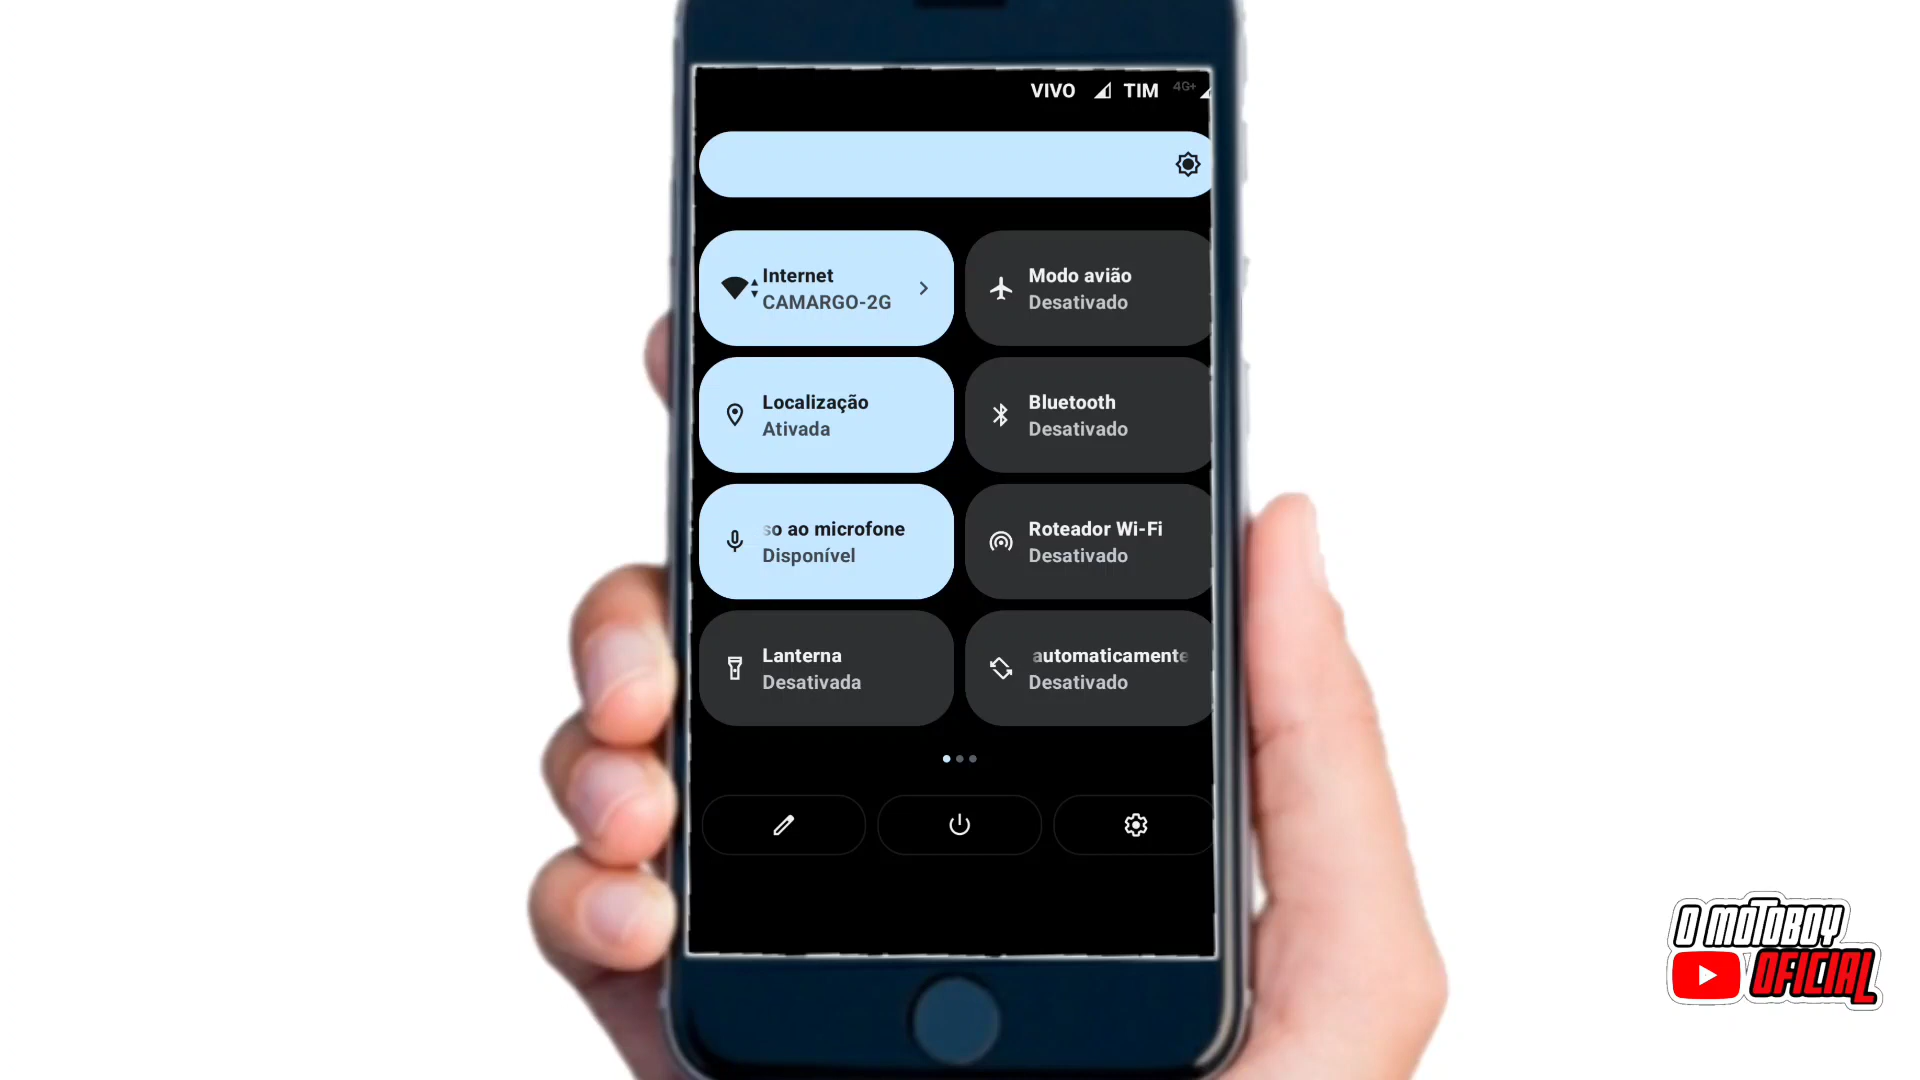 VIVO TIM 4G+
Internet
CAMARGO-2G
Modo avião
Desativado
Localização
Ativada
Bluetooth
Desativado
so ao microfone
Disponível
Roteador Wi-Fi
Desativado
Lanterna
Desativada
automaticamente
Desativado
O MOTOBOY
OFICIAL